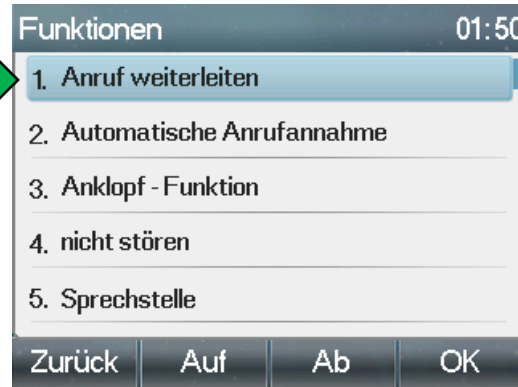 Funktionen 01:50
1. Anruf weiterleiten
2. Automatische Anrufannahme
3. Anklopf - Funktion
4. nicht stören
5. Sprechstelle
Zurück Auf Ab OK